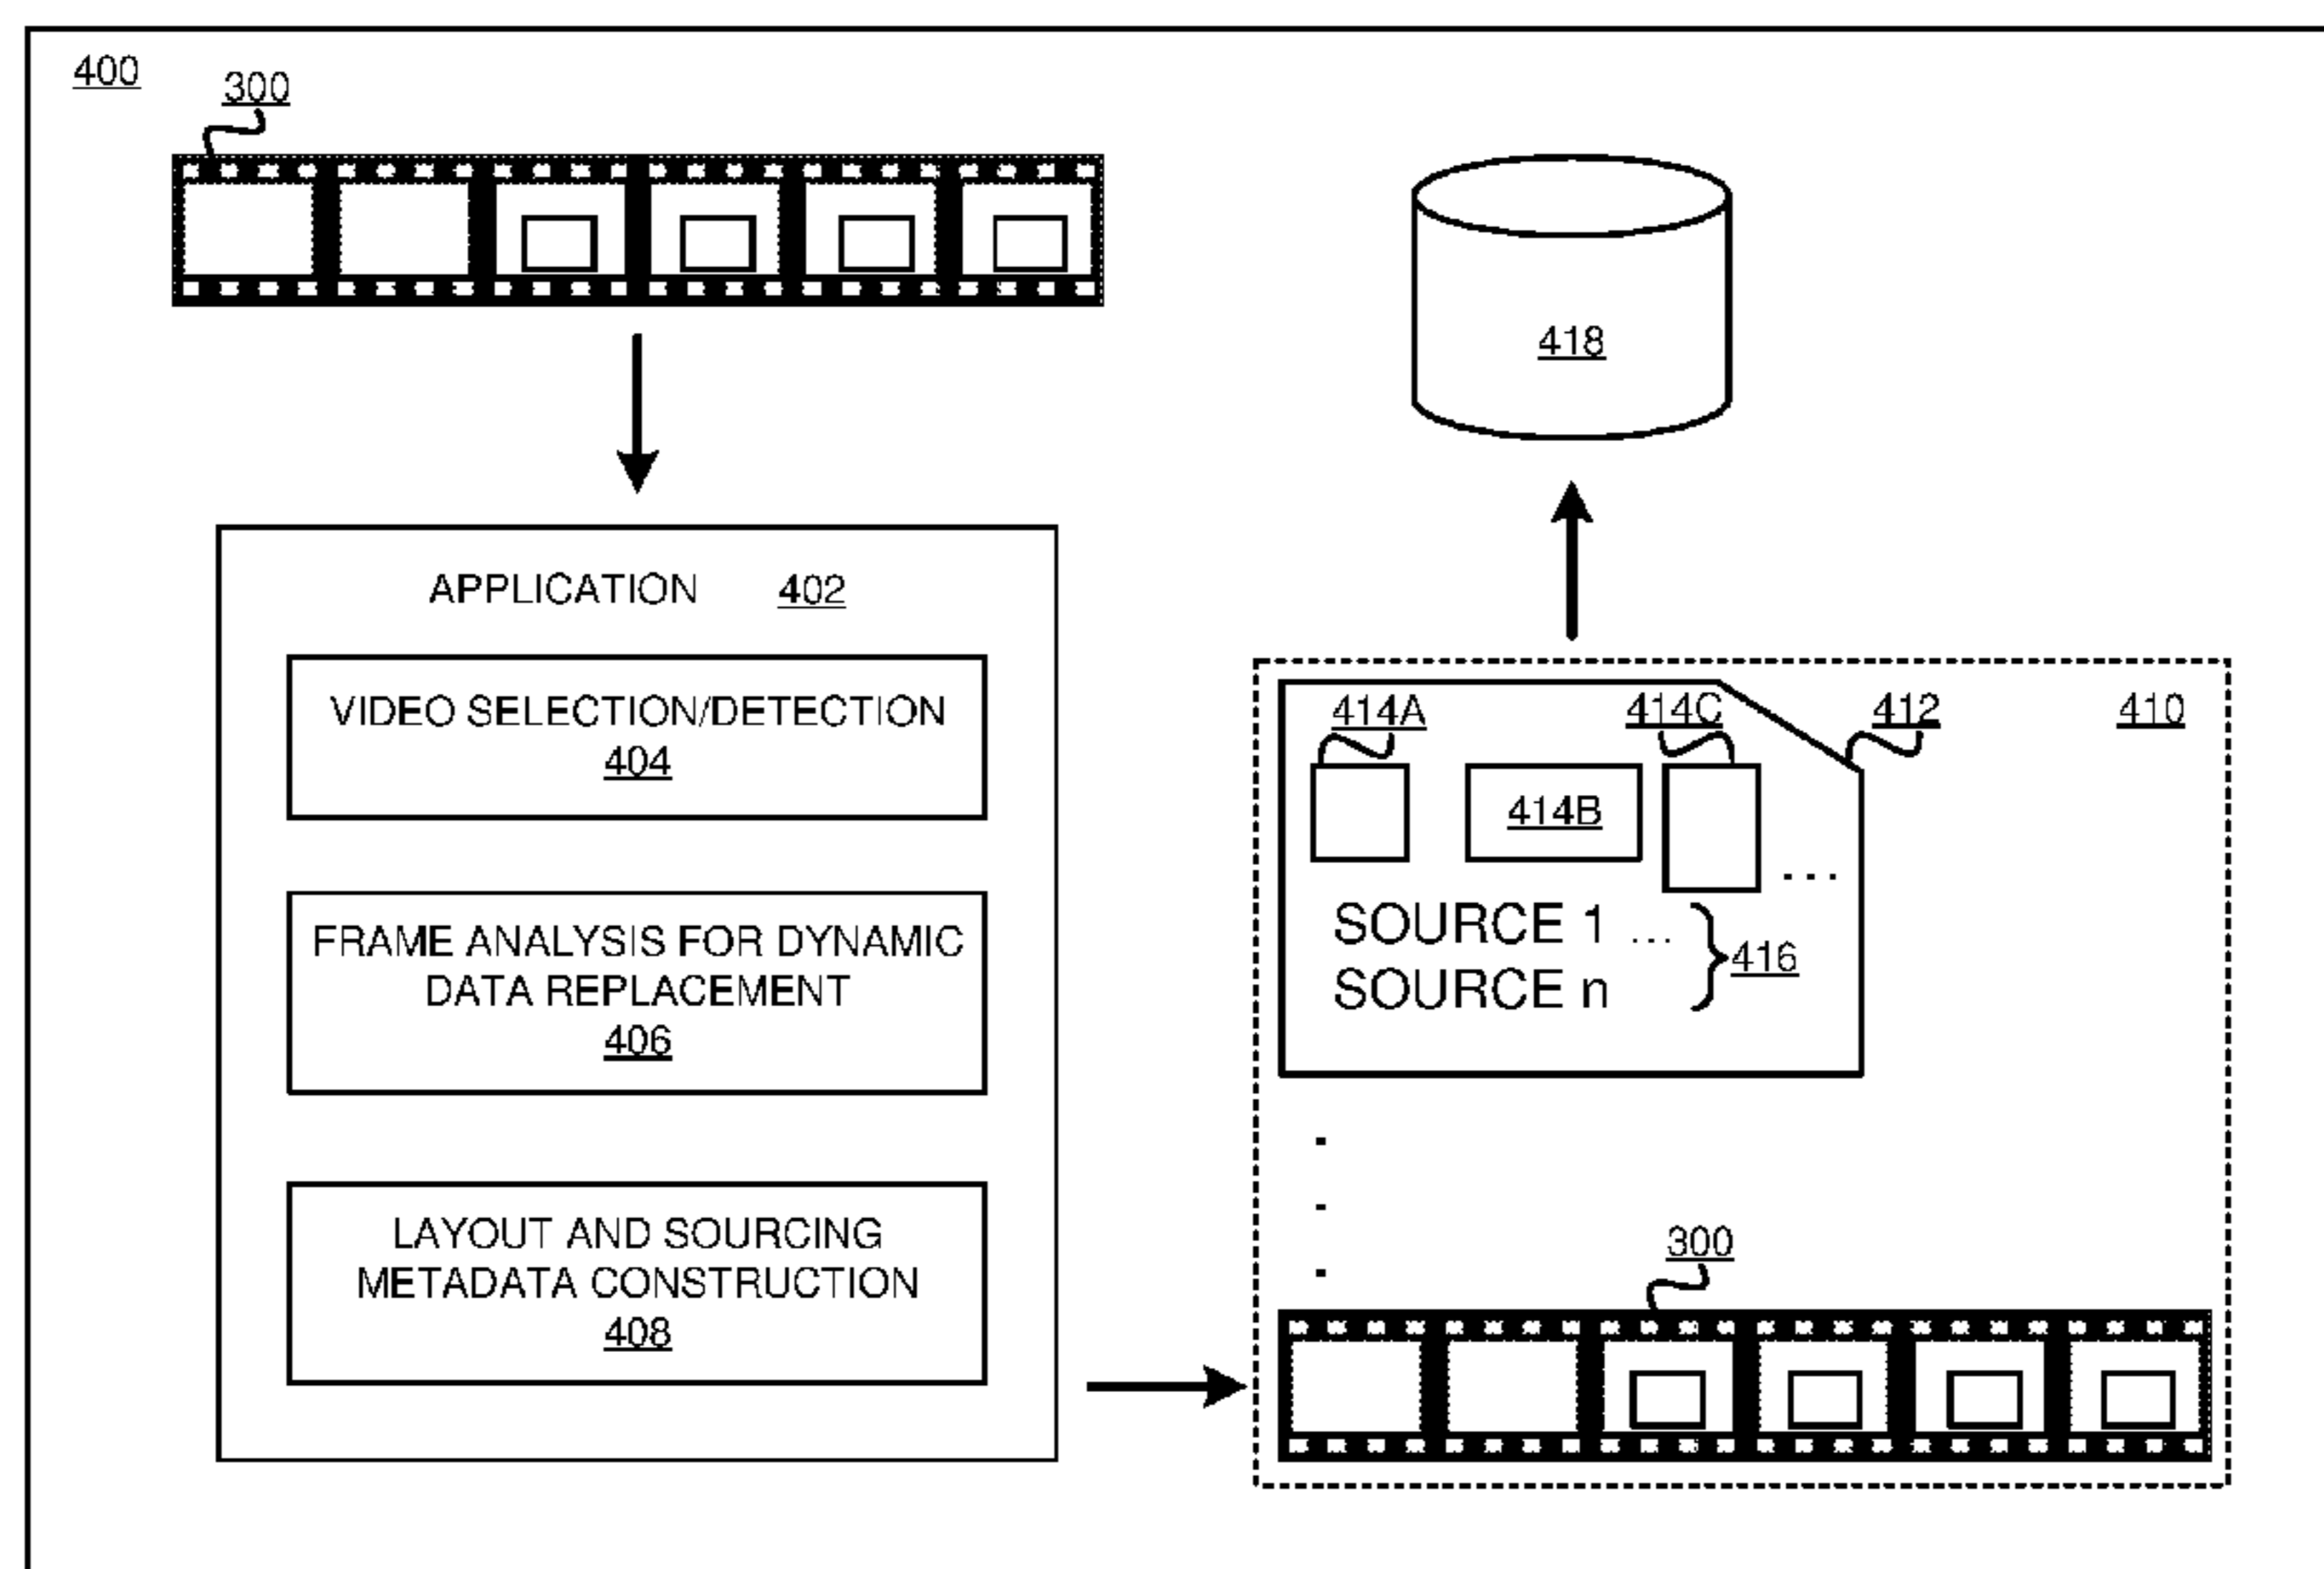 400
300
418
APPLICATION 402
VIDEO SELECTION/DETECTION
404
FRAME ANALYSIS FOR DYNAMIC
DATA REPLACEMENT
406
LAYOUT AND SOURCING
METADATA CONSTRUCTION
408
414A 414C 412 410
414B
...
SOURCE 1 ...
SOURCE n
416
300